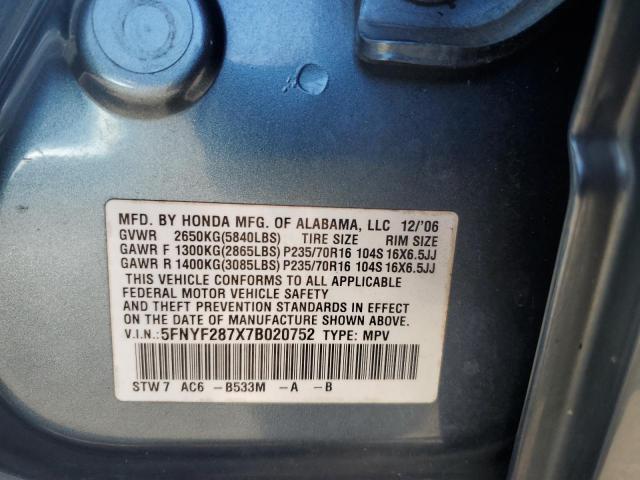 MFD. BY HONDA MFG. OF ALABAMA, LLC 12/'06
GVWR 2650KG(5840LBS) TIRE SIZE RIM SIZE
GAWR F 1300KG(2865LBS) P235/70R16 104S 16X6.5JJ
GAWR R 1400KG(3085LBS) P235/70R16 104S 16X6.5JJ
THIS VEHICLE CONFORMS TO ALL APPLICABLE
FEDERAL MOTOR VEHICLE SAFETY
AND THEFT PREVENTION STANDARDS IN EFFECT
ON THE DATE OF MANUFACTURE SHOWN ABOVE.
V.I.N.: 5FNYF287X7B020752 TYPE: MPV
STW 7 AC6 -B533M -A -B